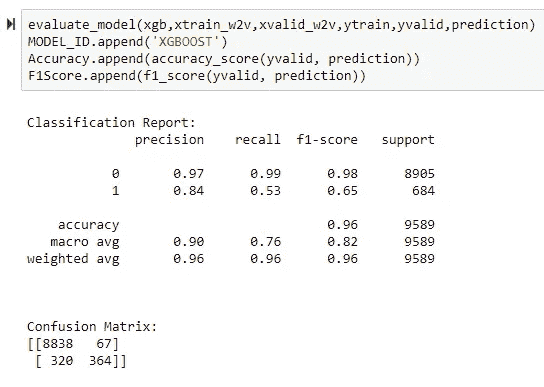 evaluate_model(xgb,xtrain_w2v,xvalid_w2v,ytrain,yvalid,prediction)
MODEL_ID.append('XGBOOST')
Accuracy.append(accuracy_score(yvalid, prediction))
F1Score.append(f1_score(yvalid, prediction))
Classification Report:
precision recall f1-score support
0 0.97 0.99 0.98 8905
1 0.84 0.53 0.65 684
accuracy 0.96 9589
macro avg 0.90 0.76 0.82 9589
weighted avg 0.96 0.96 0.96 9589
Confusion Matrix:
[[8838 67]
[ 320 364]]